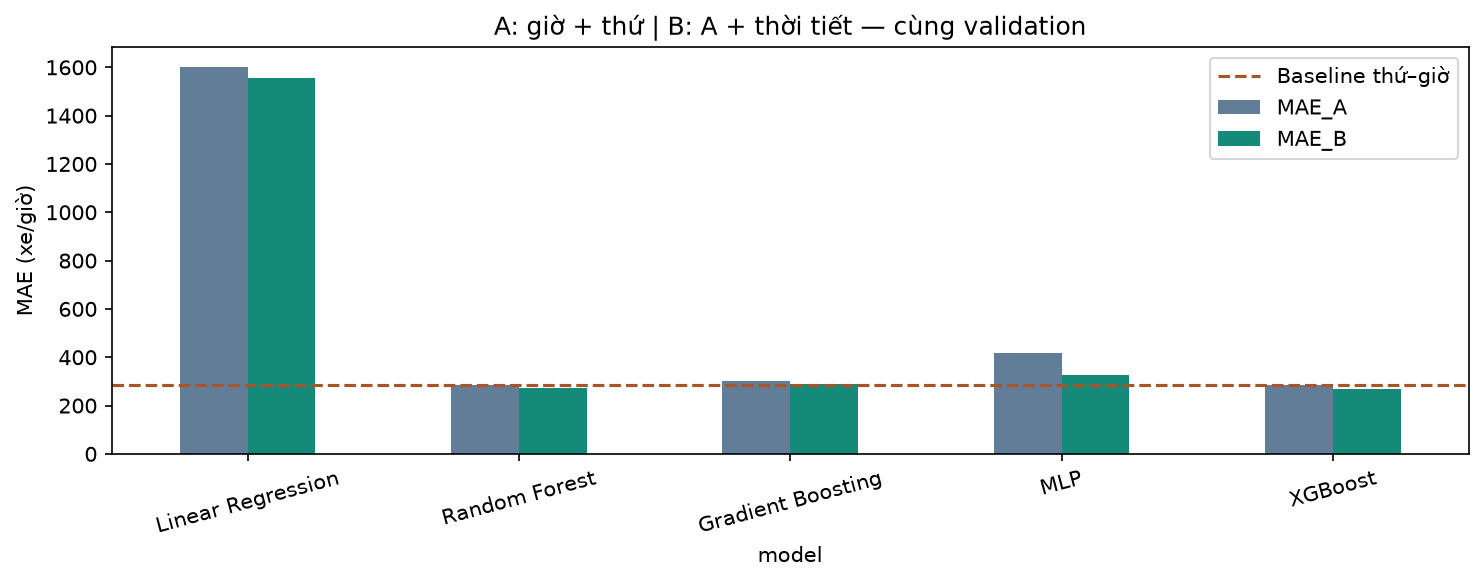 A: giờ + thứ | B: A + thời tiết — cùng validation
MAE (xe/giờ)
1600
1400
1200
1000
800
600
400
200
0
Baseline thứ–giờ
MAE_A
MAE_B
Linear Regression
Random Forest
Gradient Boosting
MLP
XGBoost
model